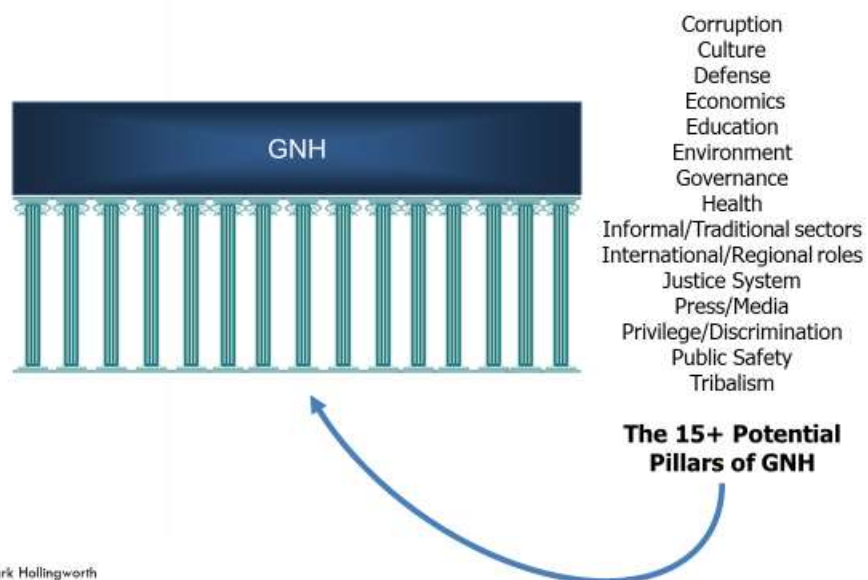 GNH
Corruption
Culture
Defense
Economics
Education
Environment
Governance
Health
Informal/Traditional sectors
International/Regional roles
Justice System
Press/Media
Privilege/Discrimination
Public Safety
Tribalism
The 15+ Potential
Pillars of GNH
Hollingworth